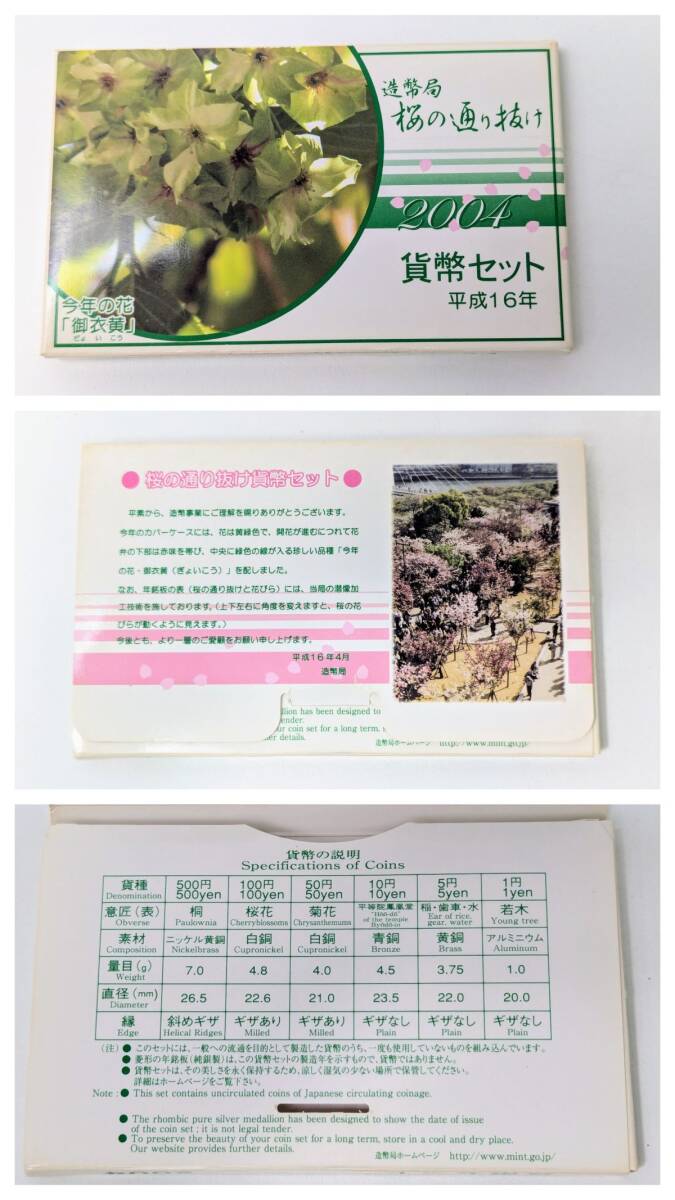 造幣局
桜の通り抜け
2004
貨幣セット
平成16年
今年の花
「御衣黄」
ぎょいこう
●桜の通り抜け貨幣セット●
平素から、造幣事業にご理解を賜りありがとうございます。
今年のカバーケースには、花は黄緑色で、開花が進むにつれて花
弁の下部は赤味を帯び、中央に緑色の線が入る珍しい品種「今年
の花・御衣黄(ぎょいこう)」を配しました。
なお、年銘板の表(桜の通り抜けと花びら)には、当局の潜像加
工技術を施しております。(上下左右に角度を変えますと、桜の花
びらが動くように見えます。)
今後とも、より一層のご愛顧をお願い申し上げます。
平成16年4月
造幣局
llion has been designed to
ender.
ur coin set for a long term,
er details.
造幣局ホームページ http://www.mint.go.jp/
貨幣の説明
Specifications of Coins
貨種 500円 100円 50円 10円 5円 1円
Denomination 500yen 100yen 50yen 10yen 5yen 1yen
意匠(表) 桐 桜花 菊花 平等院鳳凰堂 稲・歯車・水 若木
Obverse Paulownia Cherryblossoms Chrysanthemums "Hōō-dō" of the temple Byōdō-in Ear of rice, gear, water Young tree
素材 ニッケル黄銅 白銅 白銅 青銅 黄銅 アルミニウム
Composition Nickelbrass Cupronickel Cupronickel Bronze Brass Aluminum
量目(g) 7.0 4.8 4.0 4.5 3.75 1.0
Weight
直径(mm) 26.5 22.6 21.0 23.5 22.0 20.0
Diameter
縁 斜めギザ ギザあり ギザあり ギザなし ギザなし ギザなし
Edge Helical Ridges Milled Milled Plain Plain Plain
(注)●このセットには、一般への流通を目的として製造した貨幣のうち、一度も使用していないものを組み込んでいます。
●菱形の年銘板(純銀製)は、この貨幣セットの製造年を示すもので、貨幣ではありません。
●貨幣セットは、その美しさを永く保持するため、涼しく湿気の少ない場所で保管してください。
詳細はホームページをご覧下さい。
Note:●This set contains uncirculated coins of Japanese circulating coinage.
●The rhombic pure silver medallion has been designed to show the date of issue
of the coin set ; it is not legal tender.
●To preserve the beauty of your coin set for a long term, store in a cool and dry place.
Our website provides further details.
造幣局ホームページ http://www.mint.go.jp/